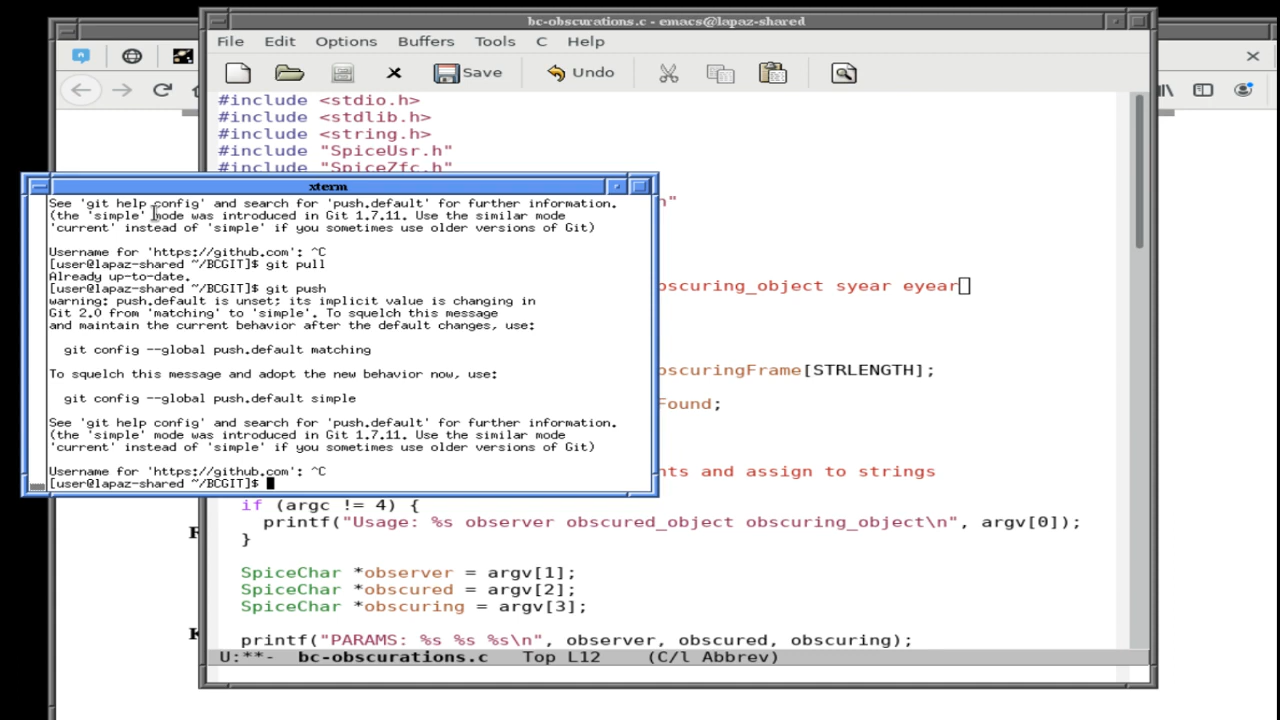 bc-obscurations.c - emacs@lapaz-shared
File Edit Options Buffers Tools C Help
Save Undo
#include <stdio.h>
#include <stdlib.h>
#include <string.h>
#include "SpiceUsr.h"
#include "SpiceZfc.h"
n"
bscuring_object syear eyear
bscuringFrame[STRLENGTH];
Found;
nts and assign to strings
if (argc != 4) {
printf("Usage: %s observer obscured_object obscuring_object\n", argv[0]);
}
SpiceChar *observer = argv[1];
SpiceChar *obscured = argv[2];
SpiceChar *obscuring = argv[3];
printf("PARAMS: %s %s %s\n", observer, obscured, obscuring);
U:**- bc-obscurations.c Top L12 (C/l Abbrev)
xterm
See 'git help config' and search for 'push.default' for further information.
(the 'simple' mode was introduced in Git 1.7.11. Use the similar mode
'current' instead of 'simple' if you sometimes use older versions of Git)
Username for 'https://github.com': ^C
[user@lapaz-shared ~/BCGIT]$ git pull
Already up-to-date.
[user@lapaz-shared ~/BCGIT]$ git push
warning: push.default is unset; its implicit value is changing in
Git 2.0 from 'matching' to 'simple'. To squelch this message
and maintain the current behavior after the default changes, use:
git config --global push.default matching
To squelch this message and adopt the new behavior now, use:
git config --global push.default simple
See 'git help config' and search for 'push.default' for further information.
(the 'simple' mode was introduced in Git 1.7.11. Use the similar mode
'current' instead of 'simple' if you sometimes use older versions of Git)
Username for 'https://github.com': ^C
[user@lapaz-shared ~/BCGIT]$